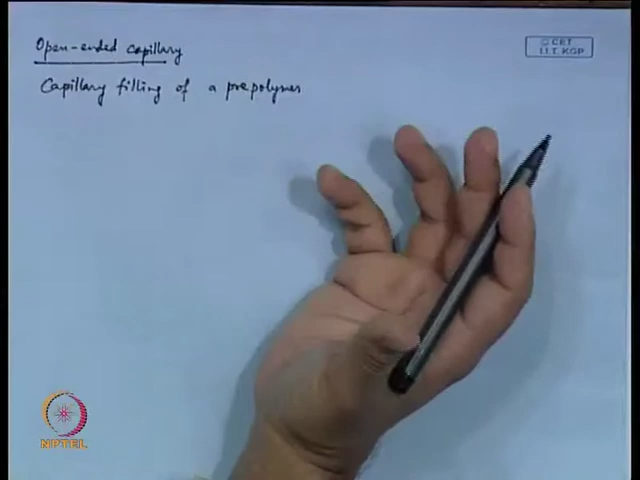 Open-ended capillary
Capillary filling of a prepolymer
© CET
I.I.T. KGP
NPTEL